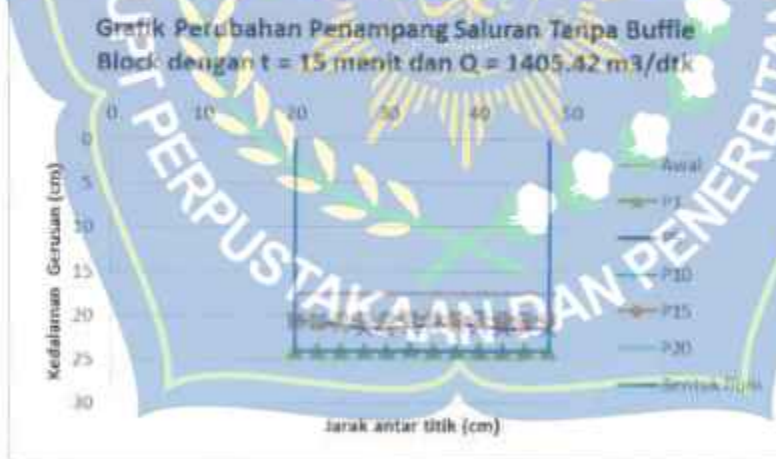 Grafik Perubahan Penampang Saluran Tanpa Buffle
Block dengan t = 15 menit dan Q = 1405.42 m3/dtk
0 10 20 30 40 50
0
5
10
15
20
25
30
Kedalaman Gerusan (cm)
Jarak antar titik (cm)
Awal
P10
P15
P20
UPT PERPUSTAKAAN DAN PENERBITAN